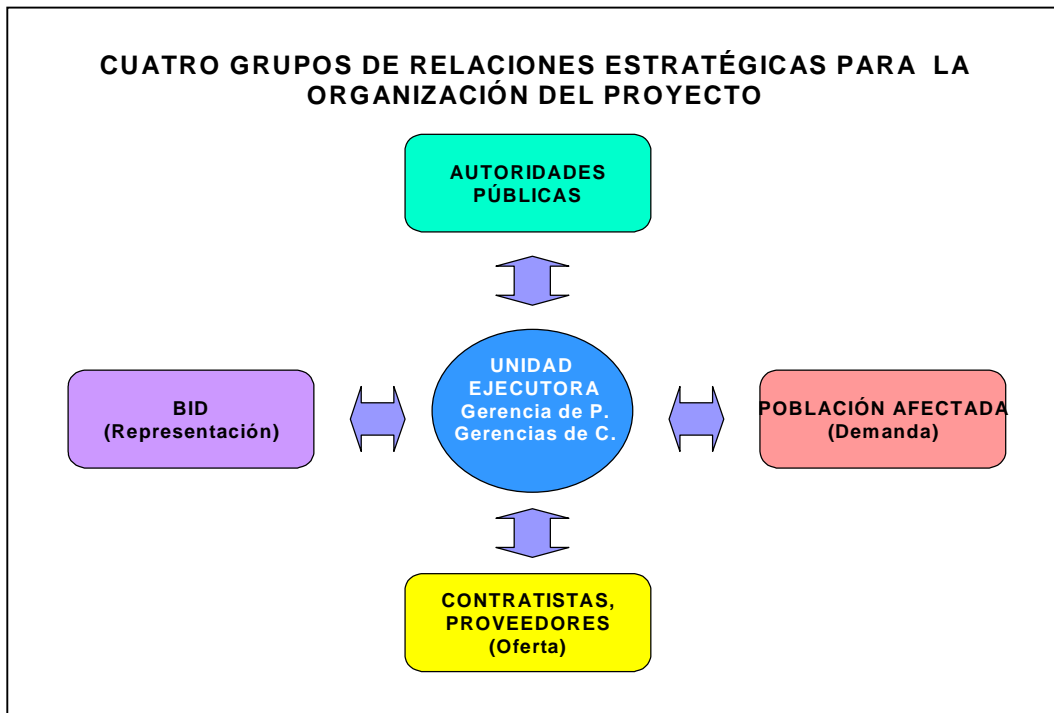 CUATRO GRUPOS DE RELACIONES ESTRATÉGICAS PARA LA
ORGANIZACIÓN DEL PROYECTO
AUTORIDADES
PÚBLICAS
BID
(Representación)
UNIDAD
EJECUTORA
Gerencia de P.
Gerencias de C.
POBLACIÓN AFECTADA
(Demanda)
CONTRATISTAS,
PROVEEDORES
(Oferta)